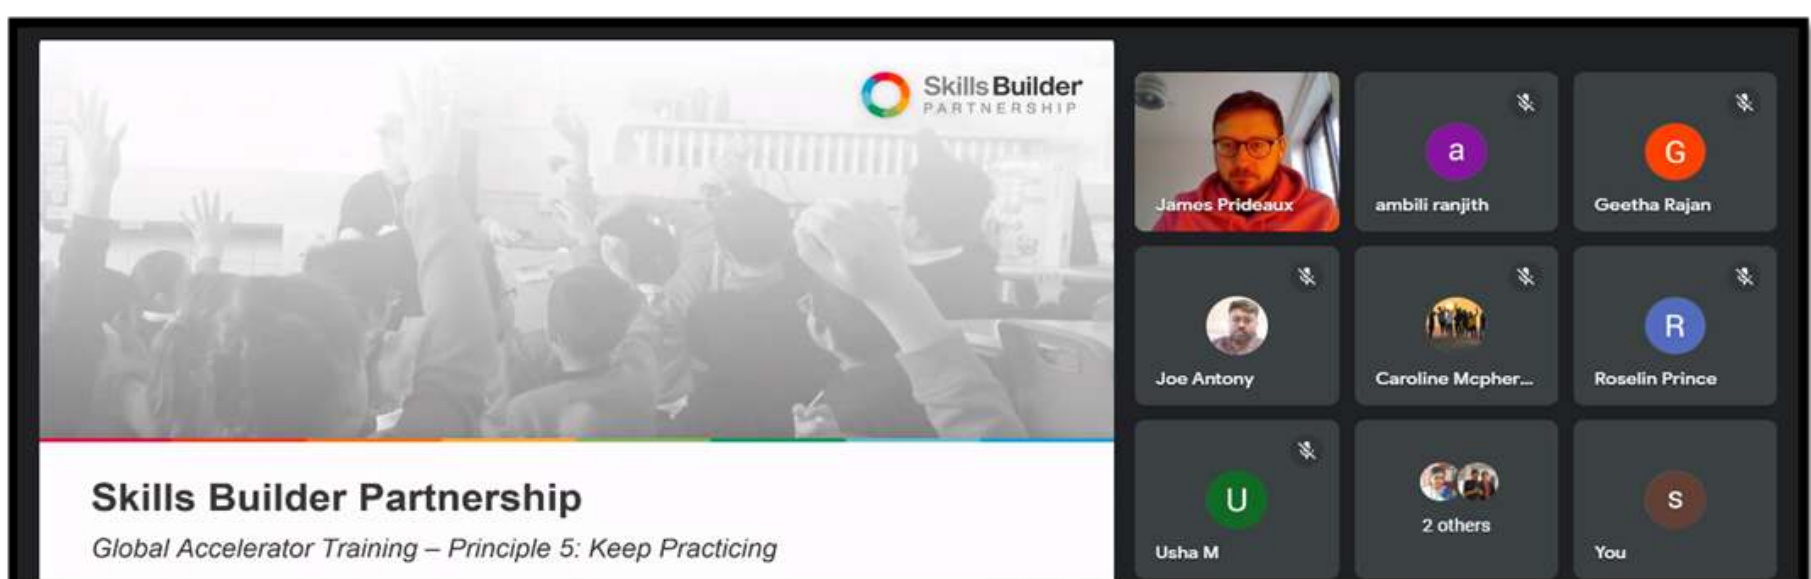 Skills Builder
PARTNERSHIP
Skills Builder Partnership
Global Accelerator Training – Principle 5: Keep Practicing
James Prideaux
a
ambili ranjith
G
Geetha Rajan
Joe Antony
Caroline Mcpher...
R
Roselin Prince
U
Usha M
2 others
s
You